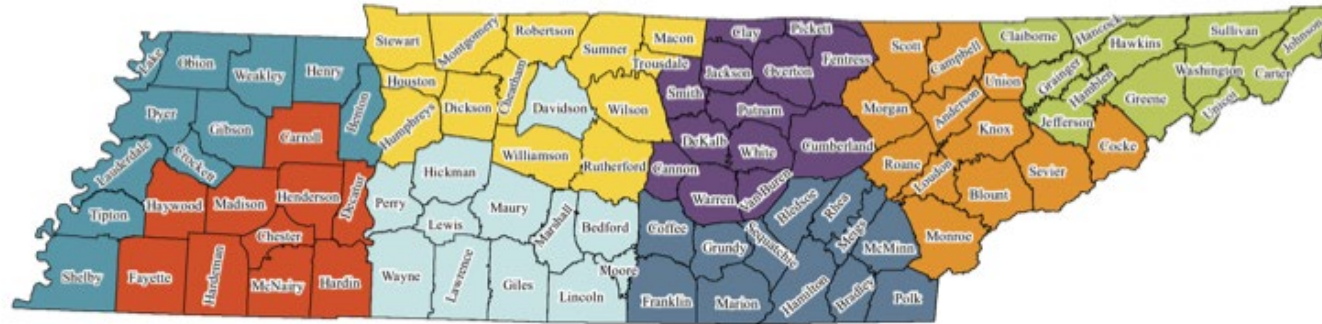 Lake
Obion
Weakley
Henry
Dyer
Gibson
Benton
Lauderdale
Crockett
Tipton
Shelby
Carroll
Haywood
Madison
Henderson
Decatur
Chester
Fayette
Hardeman
McNairy
Hardin
Stewart
Montgomery
Robertson
Sumner
Macon
Trousdale
Houston
Humphreys
Dickson
Cheatham
Davidson
Wilson
Williamson
Rutherford
Hickman
Perry
Lewis
Maury
Marshall
Bedford
Moore
Wayne
Lawrence
Giles
Lincoln
Clay
Pickett
Jackson
Overton
Fentress
Smith
Putnam
DeKalb
White
Cumberland
Cannon
Warren
VanBuren
Coffee
Grundy
Sequatchie
Bledsoe
Rhea
Meigs
McMinn
Franklin
Marion
Hamilton
Bradley
Polk
Scott
Campbell
Union
Morgan
Anderson
Knox
Roane
Loudon
Blount
Sevier
Cocke
Monroe
Claiborne
Hancock
Hawkins
Sullivan
Johnson
Grainger
Hamblen
Greene
Washington
Carter
Unicoi
Jefferson